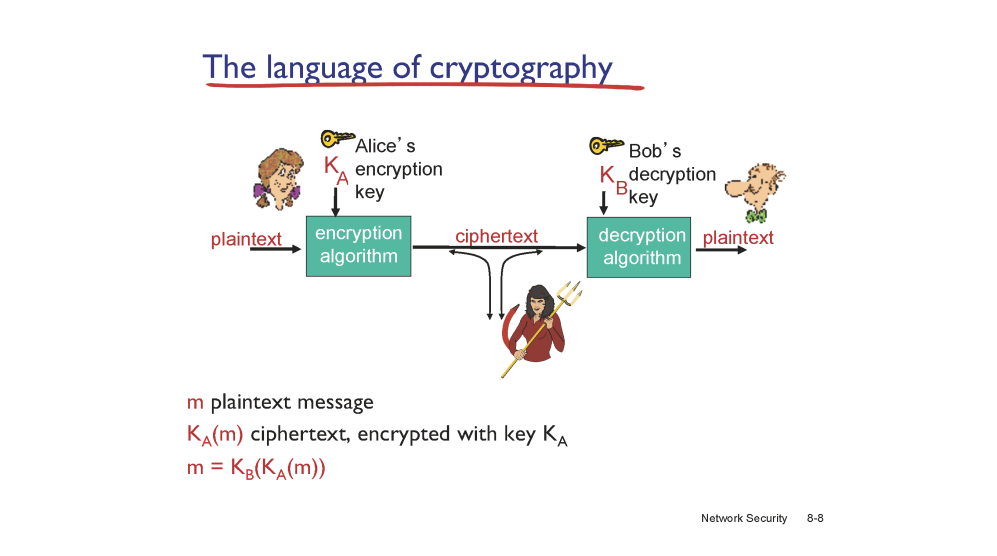 The language of cryptography
Alice’s
K_A encryption
key
Bob’s
K_B decryption
key
plaintext
encryption
algorithm
ciphertext
decryption
algorithm
plaintext
m plaintext message
K_A(m) ciphertext, encrypted with key K_A
m = K_B(K_A(m))
Network Security 8-8